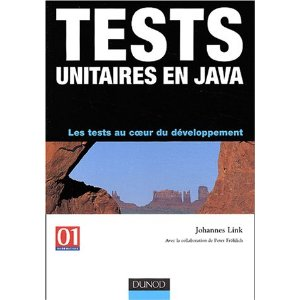 TESTS
UNITAIRES EN JAVA
Les tests au cœur du développement
01
INFORMATIQUE
Johannes Link
Avec la collaboration de Peter Fröhlich
DUNOD